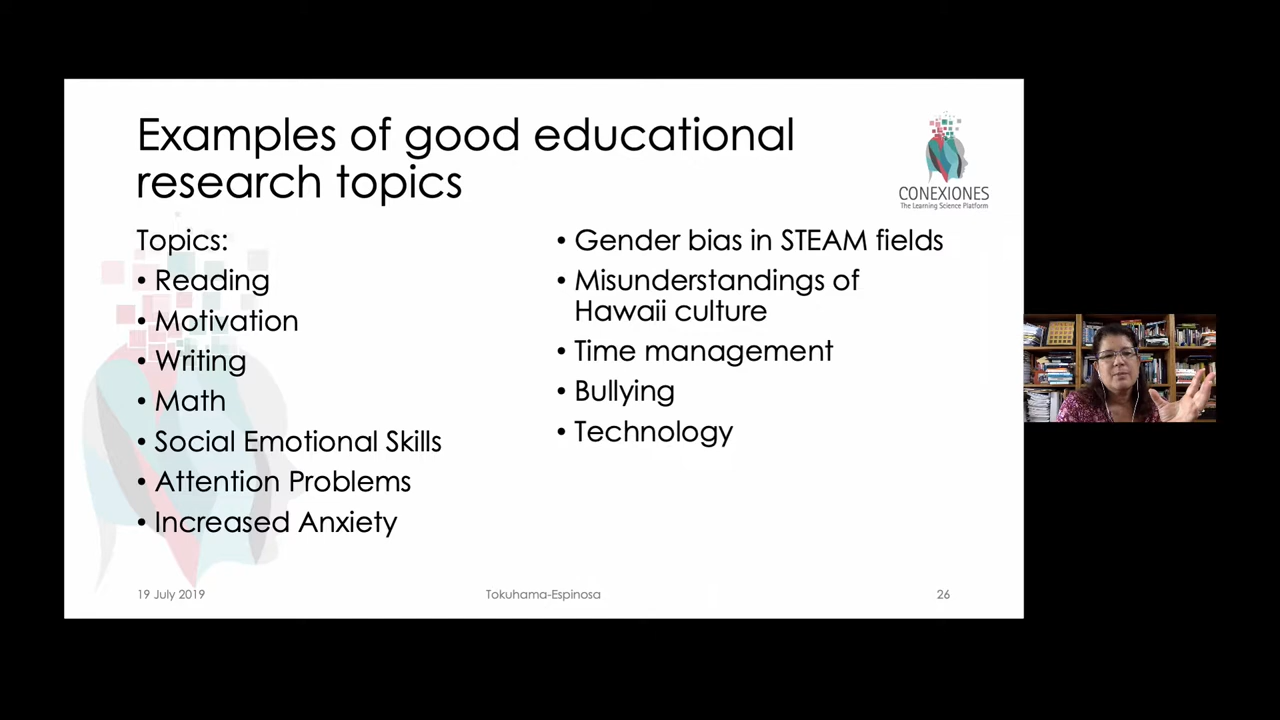 Examples of good educational
research topics
CONEXIONES
The Learning Science Platform
Topics:
• Reading
• Motivation
• Writing
• Math
• Social Emotional Skills
• Attention Problems
• Increased Anxiety
• Gender bias in STEAM fields
• Misunderstandings of
Hawaii culture
• Time management
• Bullying
• Technology
19 July 2019
Tokuhama-Espinosa
26